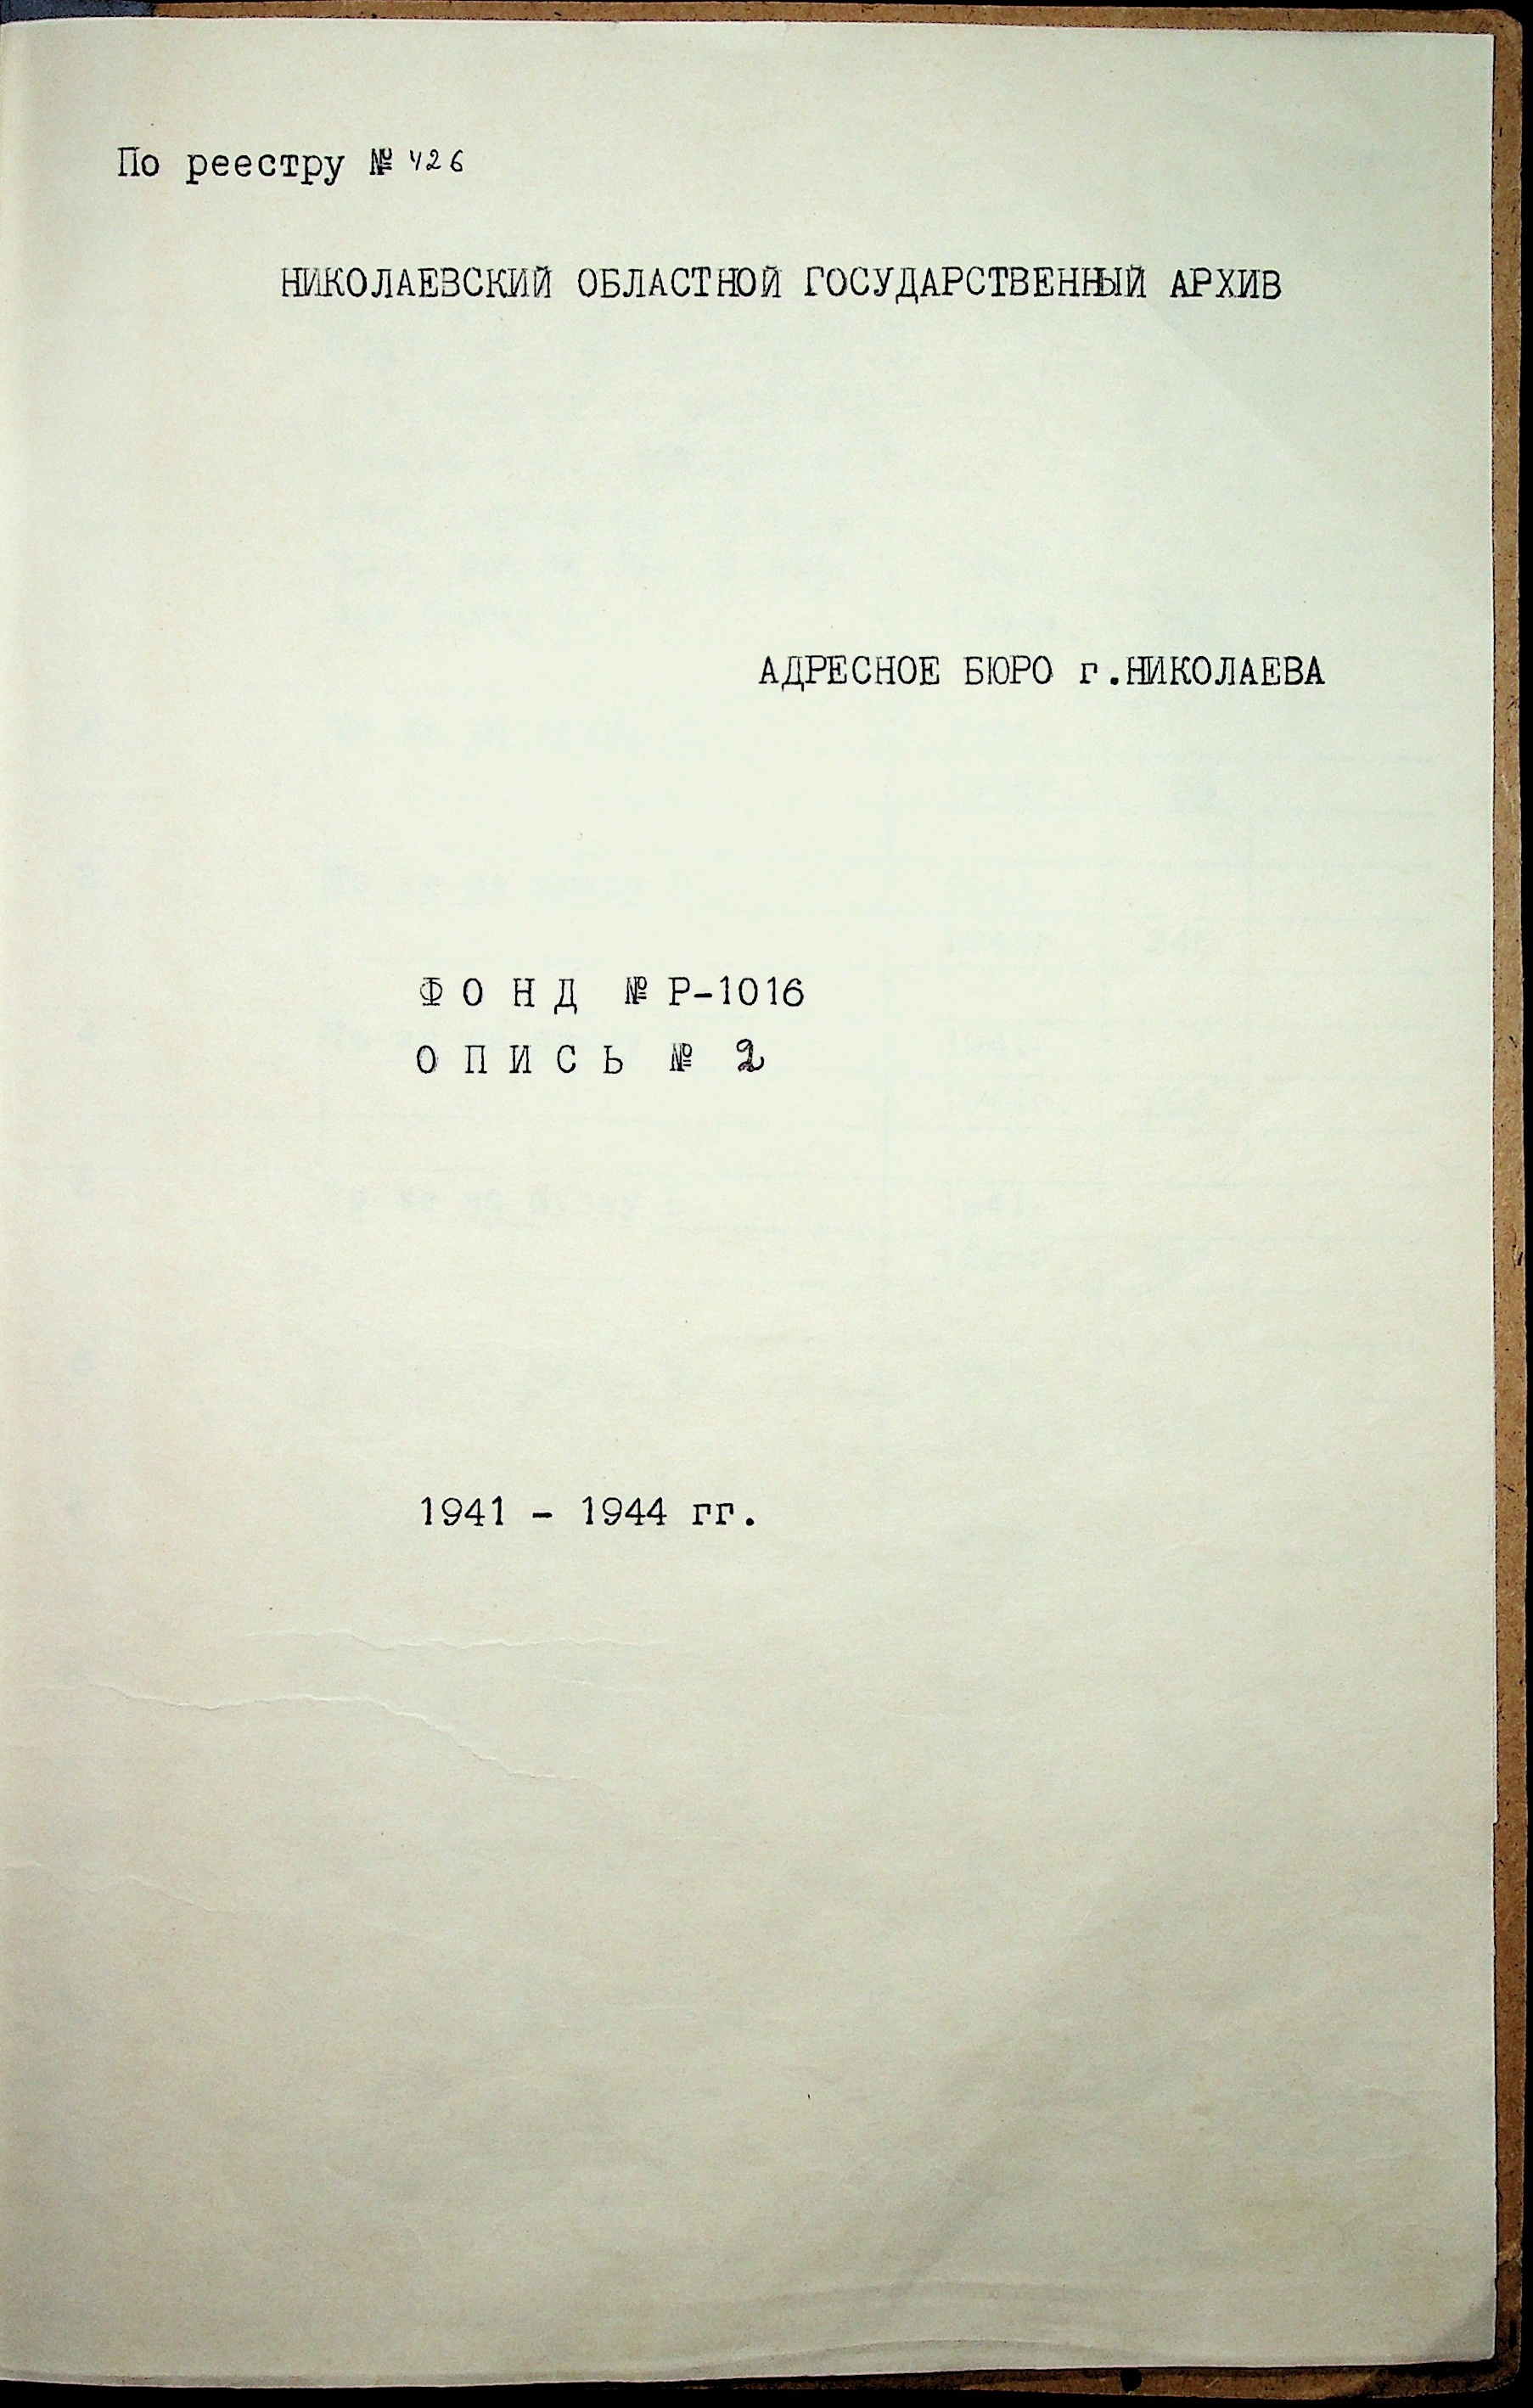 По реестру № 426
НИКОЛАЕВСКИЙ ОБЛАСТНОЙ ГОСУДАРСТВЕННЫЙ АРХИВ
АДРЕСНОЕ БЮРО г.НИКОЛАЕВА
Ф О Н Д № Р-1016
О П И С Ь № 2
1941 - 1944 гг.